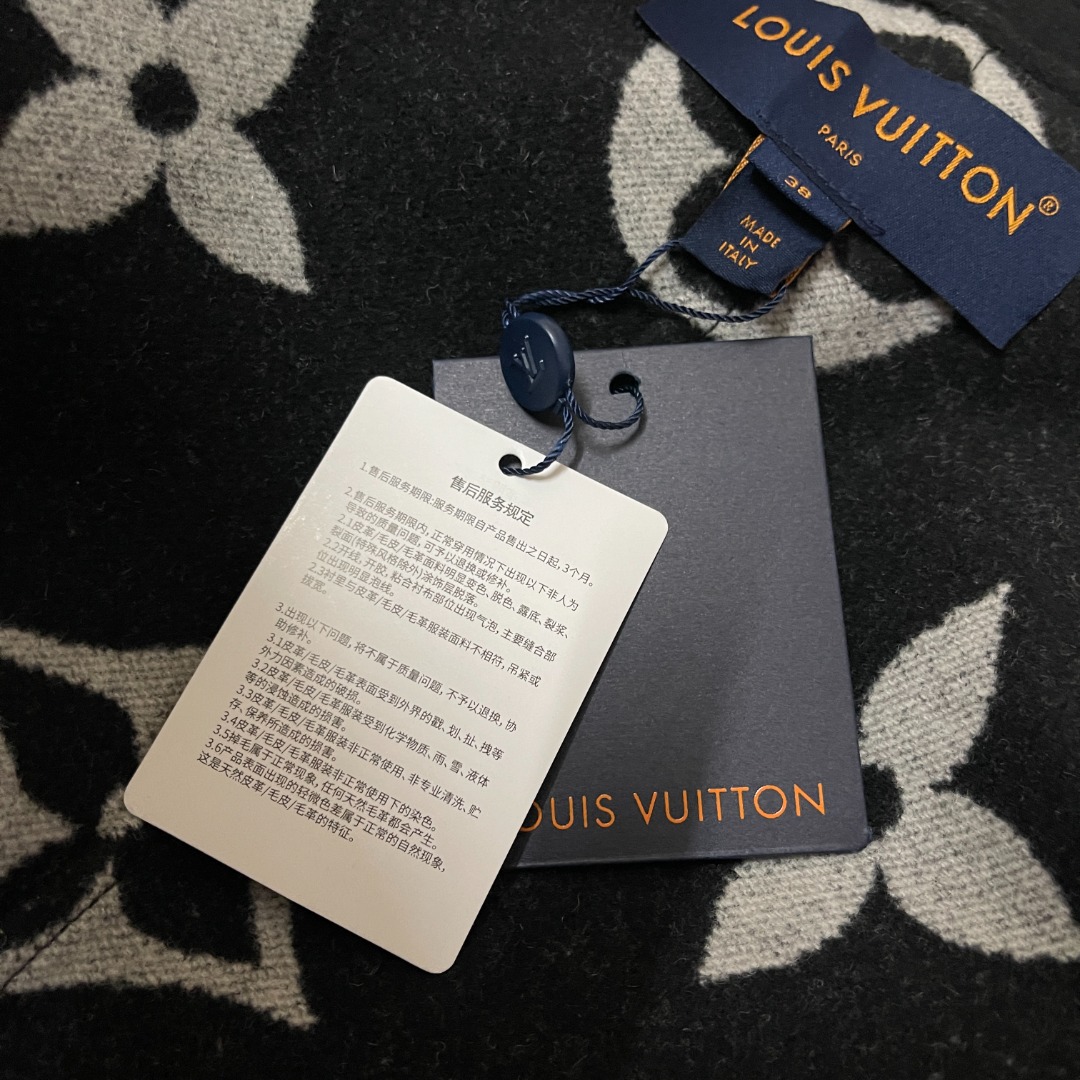 LOUIS VUITTON®
PARIS
38
MADE
IN
ITALY
售后服务规定
1.售后服务期限:服务期限自产品售出之日起,3个月。
2.售后服务期限内,正常穿用情况下出现以下非人为
导致的质量问题,可予以退换或修补。
2.1皮革/毛皮/毛革面料明显变色、脱色、露底、裂浆、
裂面(特殊风格除外)涂饰层脱落。
2.2开线,开胶,粘合衬布部位出现气泡,主要缝合部
位出现明显泡线。
2.3衬里与皮革/毛皮/毛革服装面料不相符,吊紧或
拔宽。
3.出现以下问题,将不属于质量问题,不予以退换,协
助修补。
3.1皮革/毛皮/毛革表面受到外界的戳、划、扯、拽等
外力因素造成的破损。
3.2皮革/毛皮/毛革服装受到化学物质、雨、雪、液体
等的浸蚀造成的损害。
3.3皮革/毛皮/毛革服装非正常使用、非专业清洗、贮
存、保养所造成的损害。
3.4皮革/毛皮/毛革服装非正常使用下的染色。
3.5掉毛属于正常现象,任何天然毛革都会产生。
3.6产品表面出现的轻微色差属于正常的自然现象,
这是天然皮革/毛皮/毛革的特征。
OUIS VUITTON